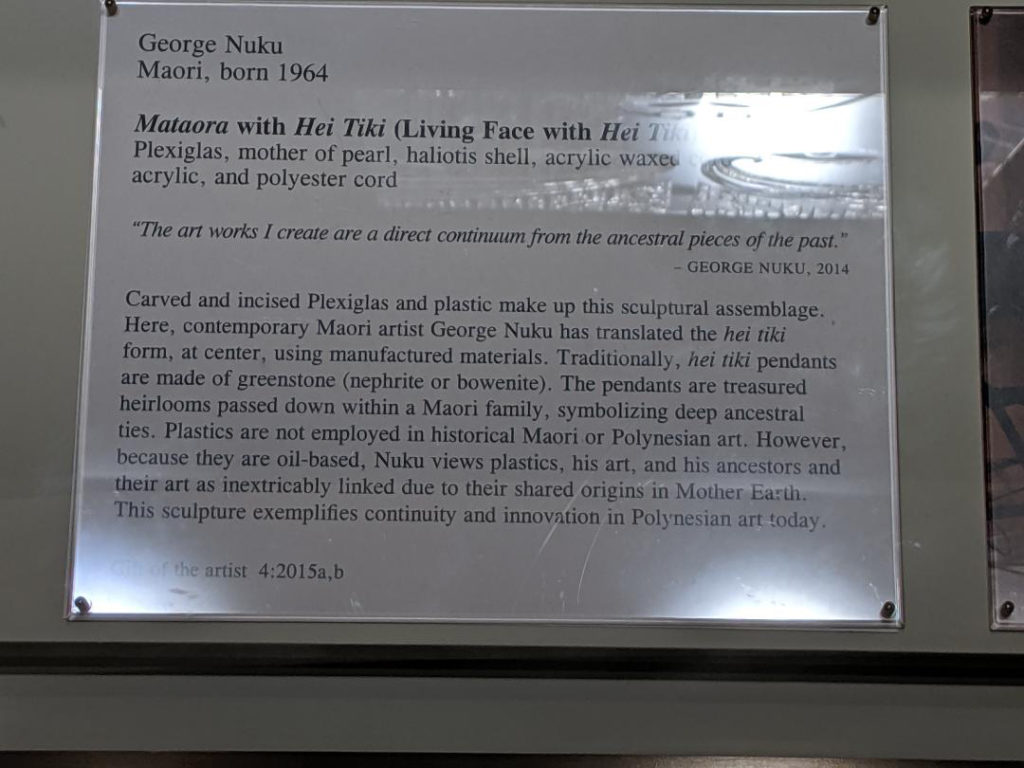 George Nuku
Maori, born 1964
Mataora with Hei Tiki (Living Face with Hei Tiki
Plexiglas, mother of pearl, haliotis shell, acrylic waxed
acrylic, and polyester cord
“The art works I create are a direct continuum from the ancestral pieces of the past.”
– GEORGE NUKU, 2014
Carved and incised Plexiglas and plastic make up this sculptural assemblage.
Here, contemporary Maori artist George Nuku has translated the hei tiki
form, at center, using manufactured materials. Traditionally, hei tiki pendants
are made of greenstone (nephrite or bowenite). The pendants are treasured
heirlooms passed down within a Maori family, symbolizing deep ancestral
ties. Plastics are not employed in historical Maori or Polynesian art. However,
because they are oil-based, Nuku views plastics, his art, and his ancestors and
their art as inextricably linked due to their shared origins in Mother Earth.
This sculpture exemplifies continuity and innovation in Polynesian art today.
Gift of the artist 4:2015a,b